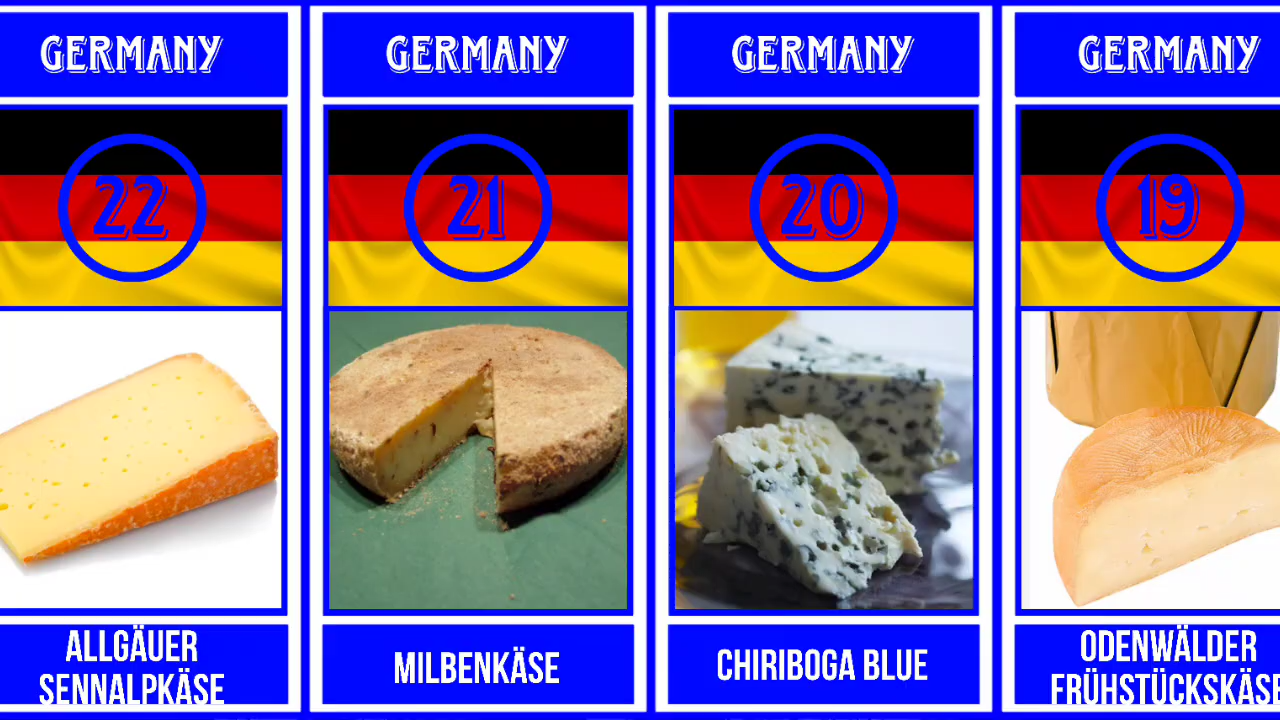 GERMANY
22
ALLGÄUER
SENNALPKÄSE
GERMANY
21
MILBENKÄSE
GERMANY
20
CHIRIBOGA BLUE
GERMANY
19
ODENWÄLDER
FRÜHSTÜCKSKÄSE